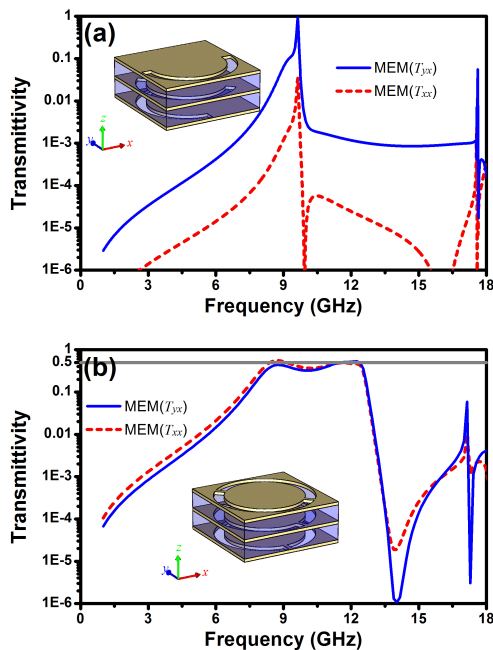 (a)
Transmittivity
1
0.1
0.01
1E-3
1E-4
1E-5
1E-6
MEM(Tyx)
MEM(Txx)
z
y
x
0 3 6 9 12 15 18
Frequency (GHz)
(b)
Transmittivity
1
0.5
0.1
0.01
1E-3
1E-4
1E-5
1E-6
MEM(Tyx)
MEM(Txx)
z
y
x
0 3 6 9 12 15 18
Frequency (GHz)